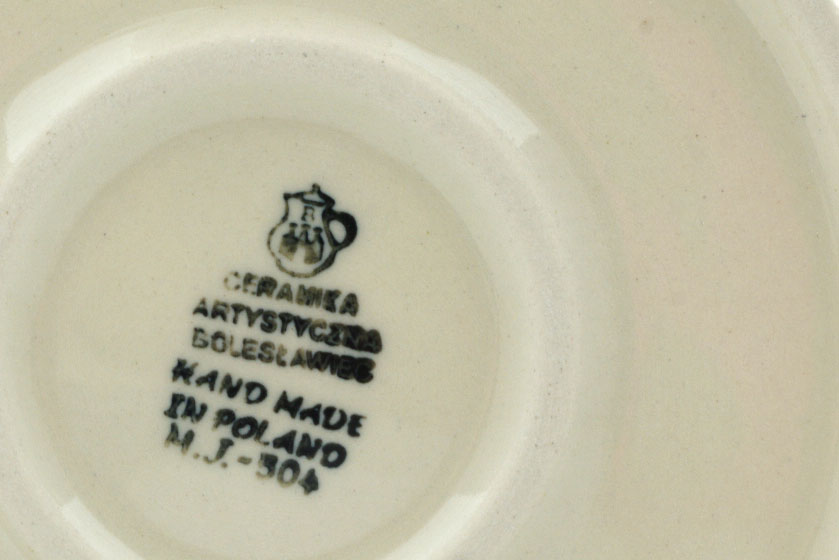 CERAMIKA
ARTYSTYCZNA
BOLESŁAWIEC
HAND MADE
IN POLAND
M.J.-304